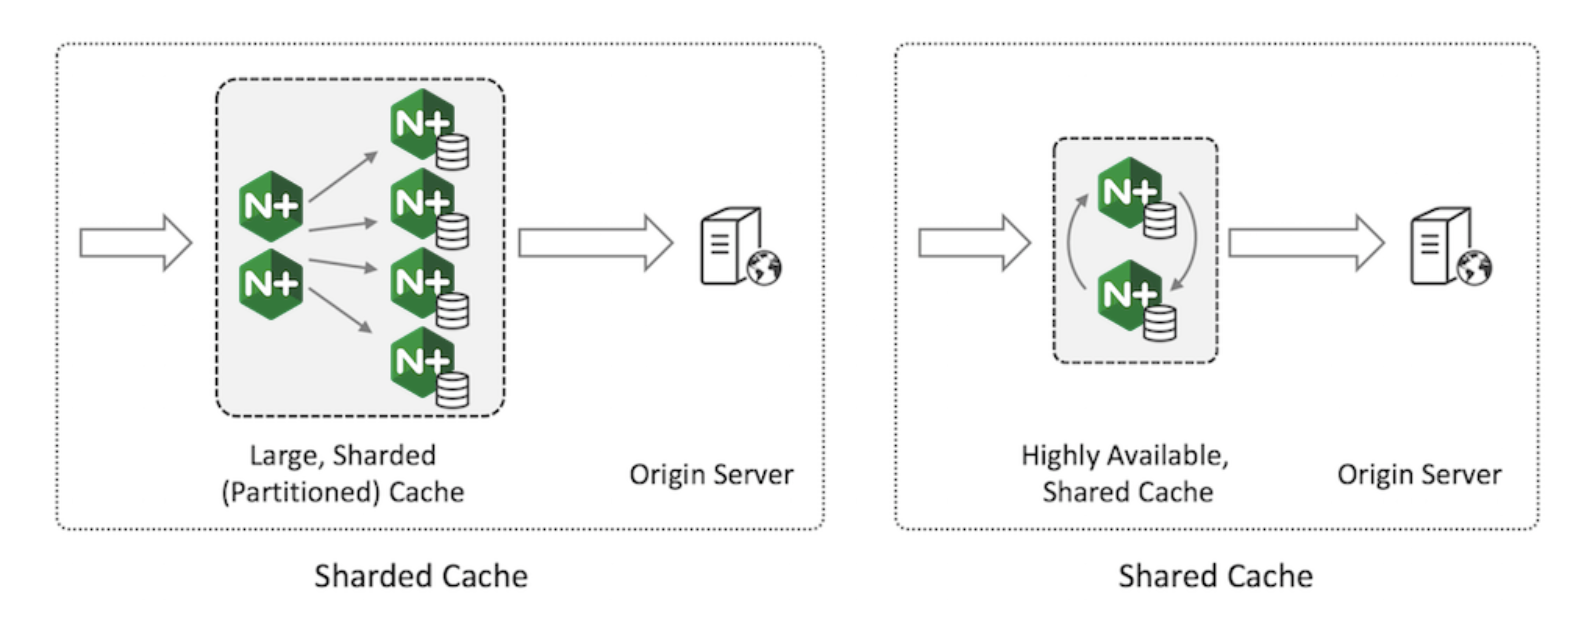 N+
N+
N+
N+
N+
N+
Large, Sharded
(Partitioned) Cache
Origin Server
Sharded Cache
N+
N+
Highly Available,
Shared Cache
Origin Server
Shared Cache